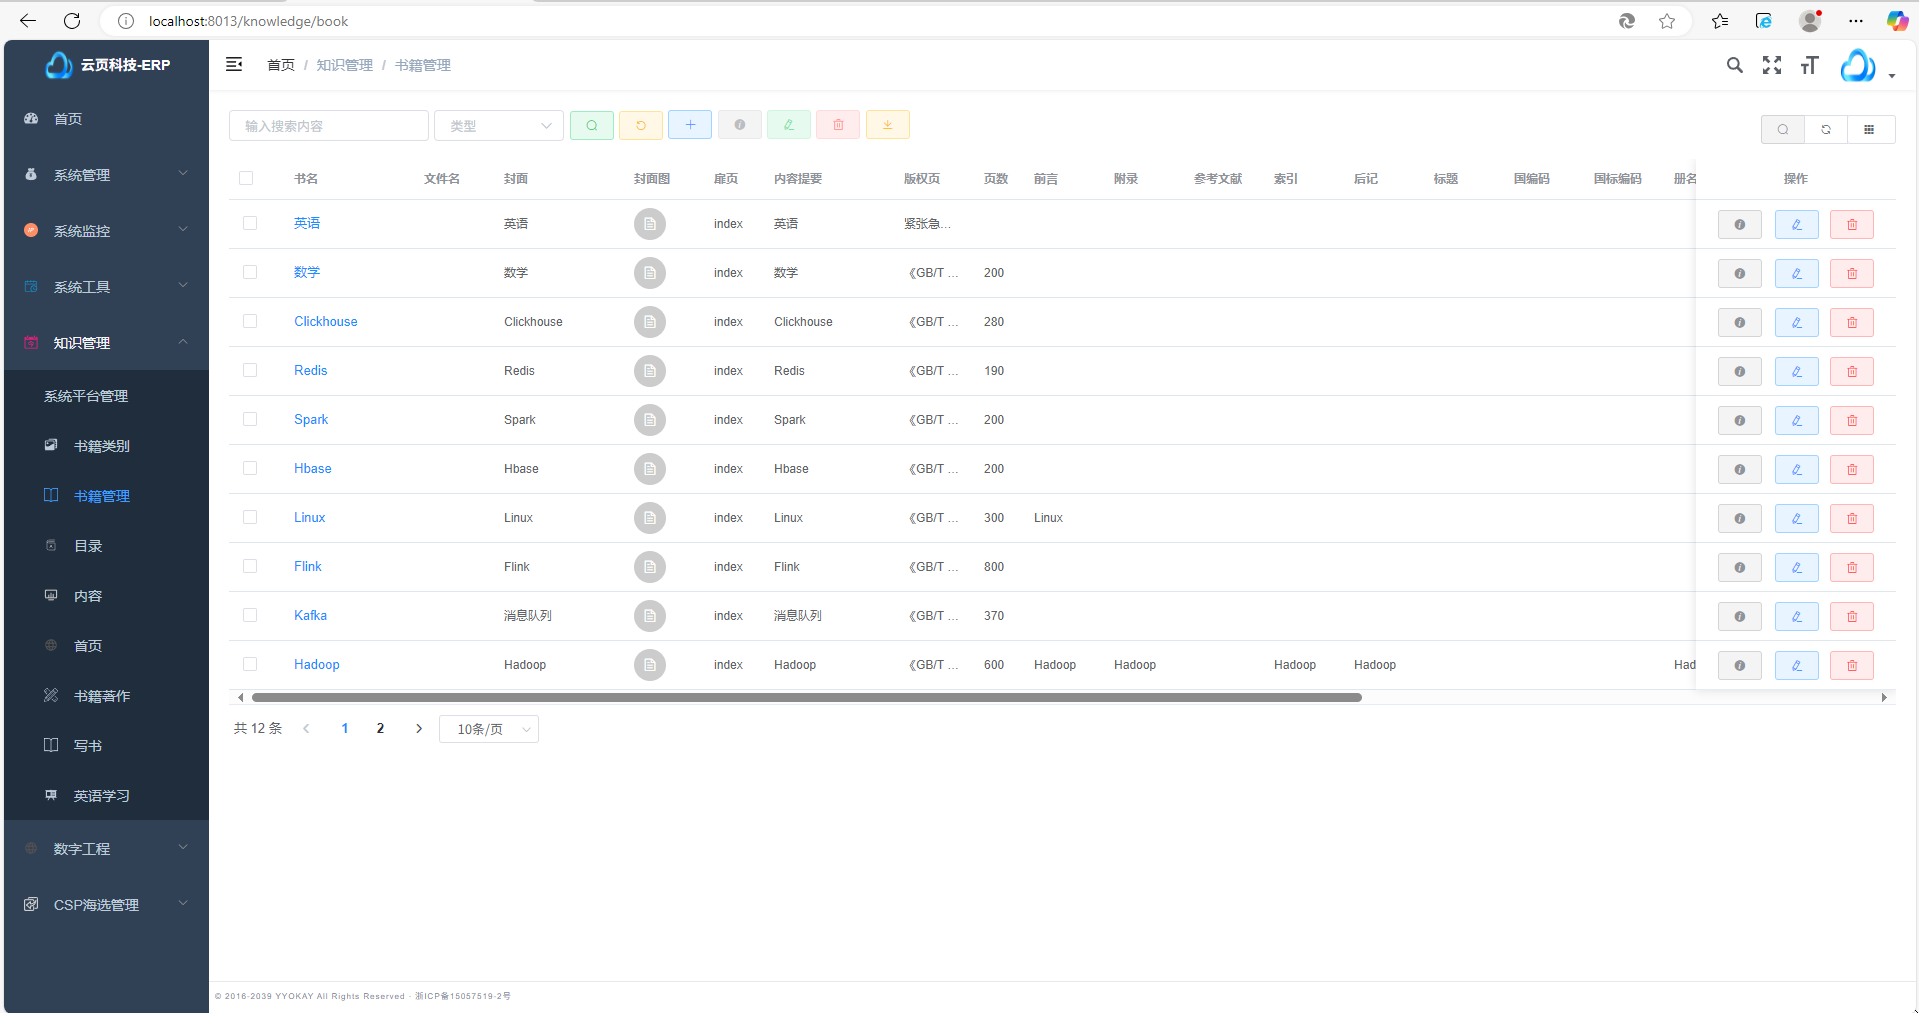 localhost:8013/knowledge/book
云页科技-ERP
首页 / 知识管理 / 书籍管理
首页
系统管理
系统监控
系统工具
知识管理
系统平台管理
书籍类别
书籍管理
目录
内容
首页
书籍著作
写书
英语学习
数字工程
CSP海选管理
输入搜索内容 类型
书名 文件名 封面 封面图 扉页 内容提要 版权页 页数 前言 附录 参考文献 索引 后记 标题 国编码 国标编码 册名 操作
英语 英语 index 英语 紧张急...
数学 数学 index 数学 《GB/T ... 200
Clickhouse Clickhouse index Clickhouse 《GB/T ... 280
Redis Redis index Redis 《GB/T ... 190
Spark Spark index Spark 《GB/T ... 200
Hbase Hbase index Hbase 《GB/T ... 200
Linux Linux index Linux 《GB/T ... 300 Linux
Flink Flink index Flink 《GB/T ... 800
Kafka 消息队列 index 消息队列 《GB/T ... 370
Hadoop Hadoop index Hadoop 《GB/T ... 600 Hadoop Hadoop Hadoop Hadoop Had
共 12 条 1 2 10条/页
© 2016-2039 YYOKAY All Rights Reserved - 浙ICP备15057519-2号